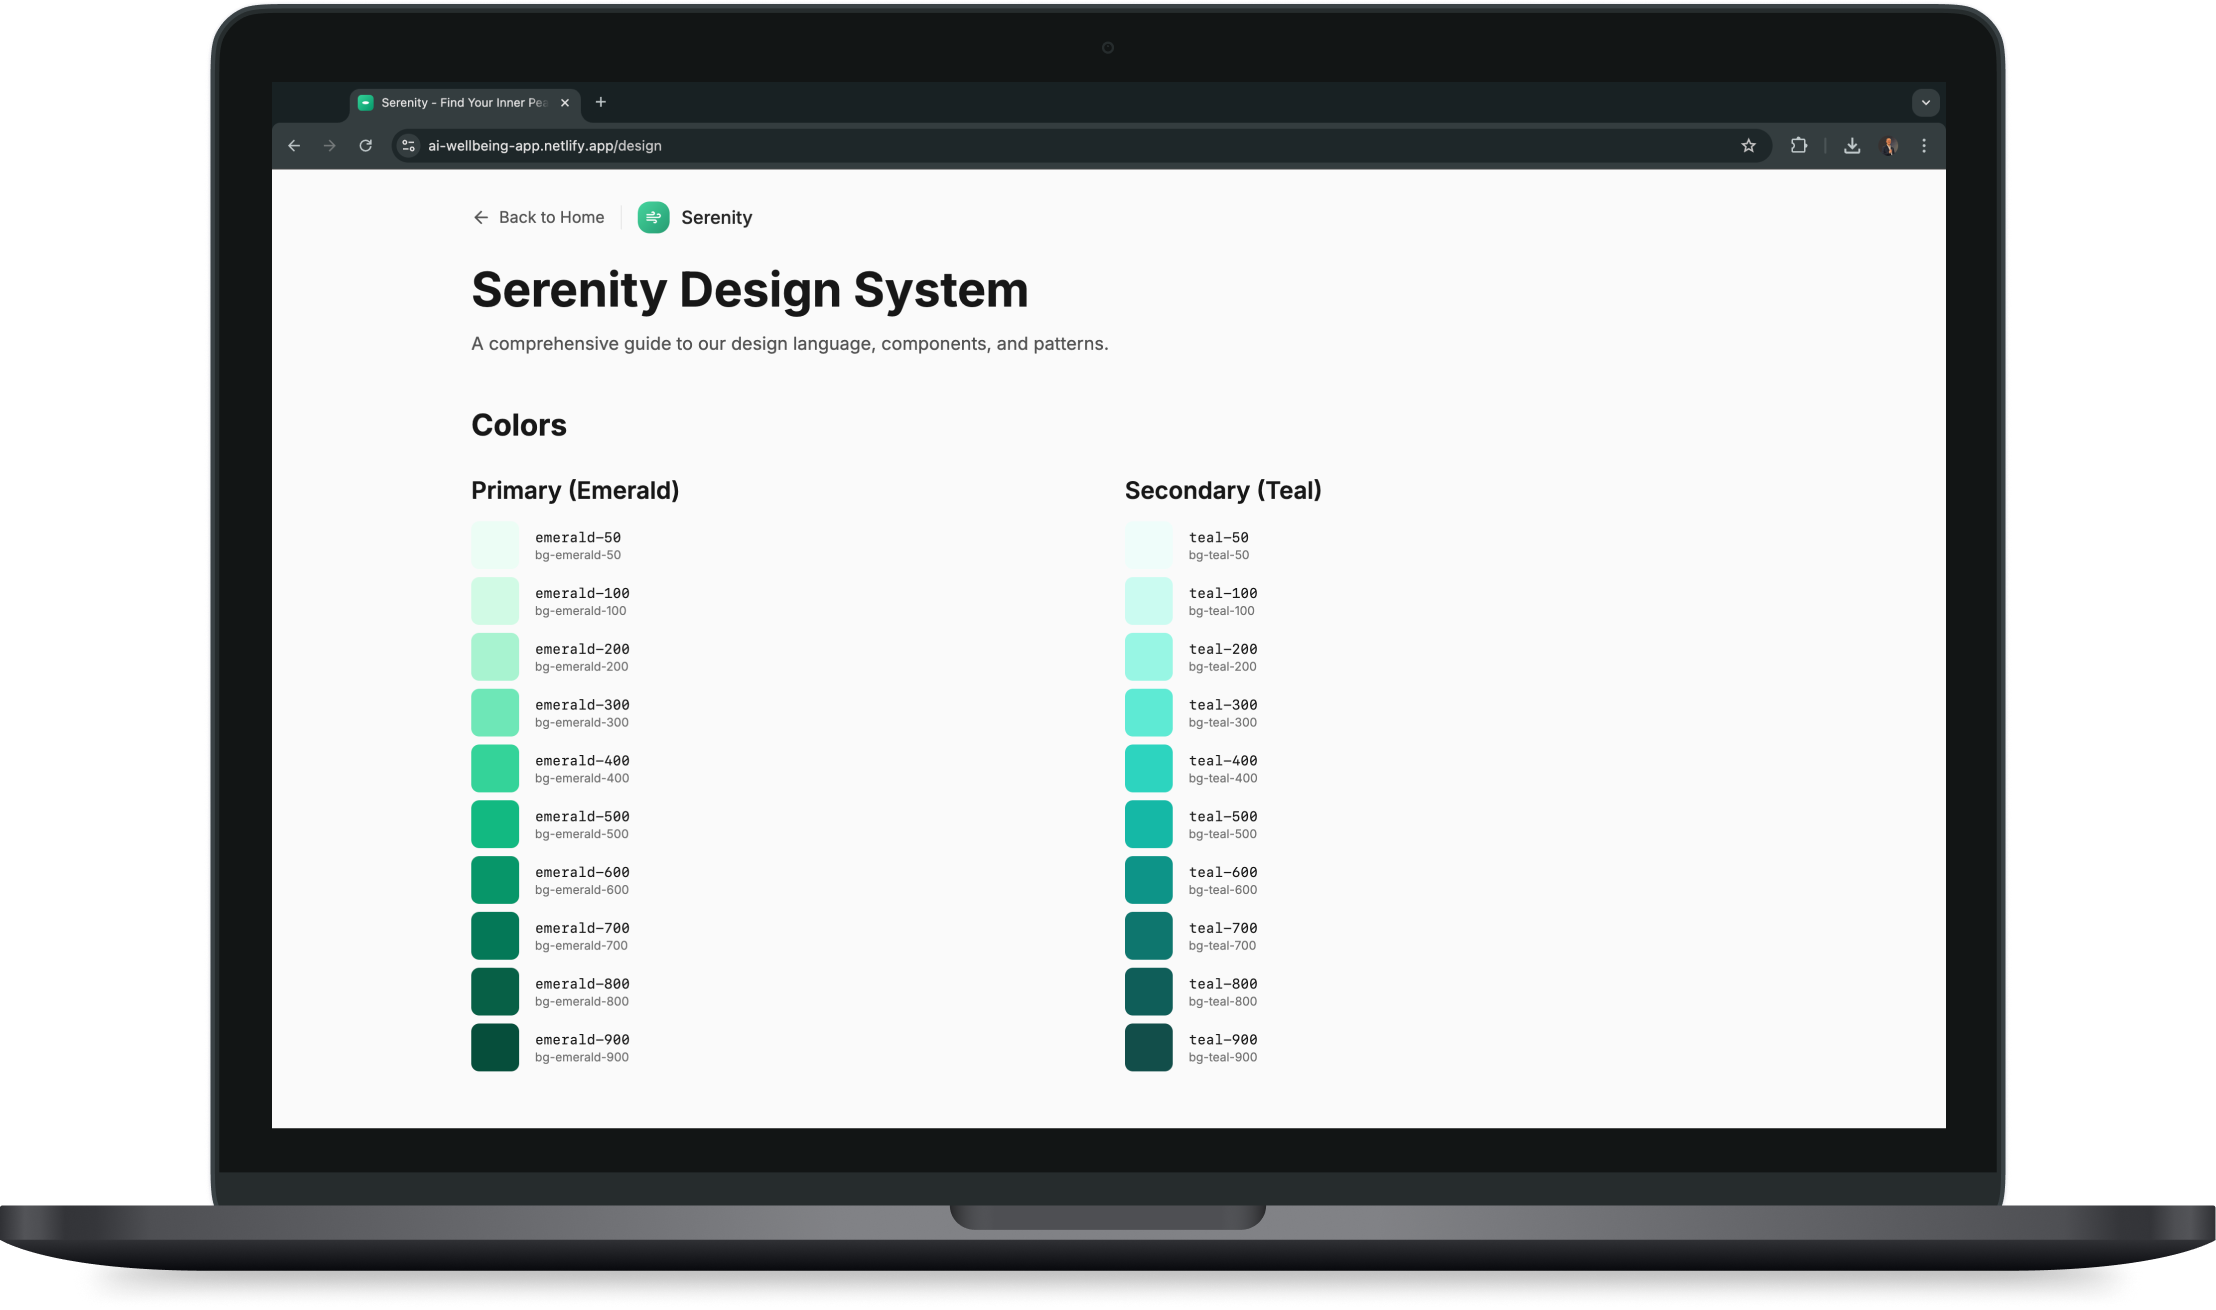 Serenity - Find Your Inner Pea
ai-wellbeing-app.netlify.app/design
Back to Home
Serenity
Serenity Design System
A comprehensive guide to our design language, components, and patterns.
Colors
Primary (Emerald)
emerald-50
bg-emerald-50
emerald-100
bg-emerald-100
emerald-200
bg-emerald-200
emerald-300
bg-emerald-300
emerald-400
bg-emerald-400
emerald-500
bg-emerald-500
emerald-600
bg-emerald-600
emerald-700
bg-emerald-700
emerald-800
bg-emerald-800
emerald-900
bg-emerald-900
Secondary (Teal)
teal-50
bg-teal-50
teal-100
bg-teal-100
teal-200
bg-teal-200
teal-300
bg-teal-300
teal-400
bg-teal-400
teal-500
bg-teal-500
teal-600
bg-teal-600
teal-700
bg-teal-700
teal-800
bg-teal-800
teal-900
bg-teal-900